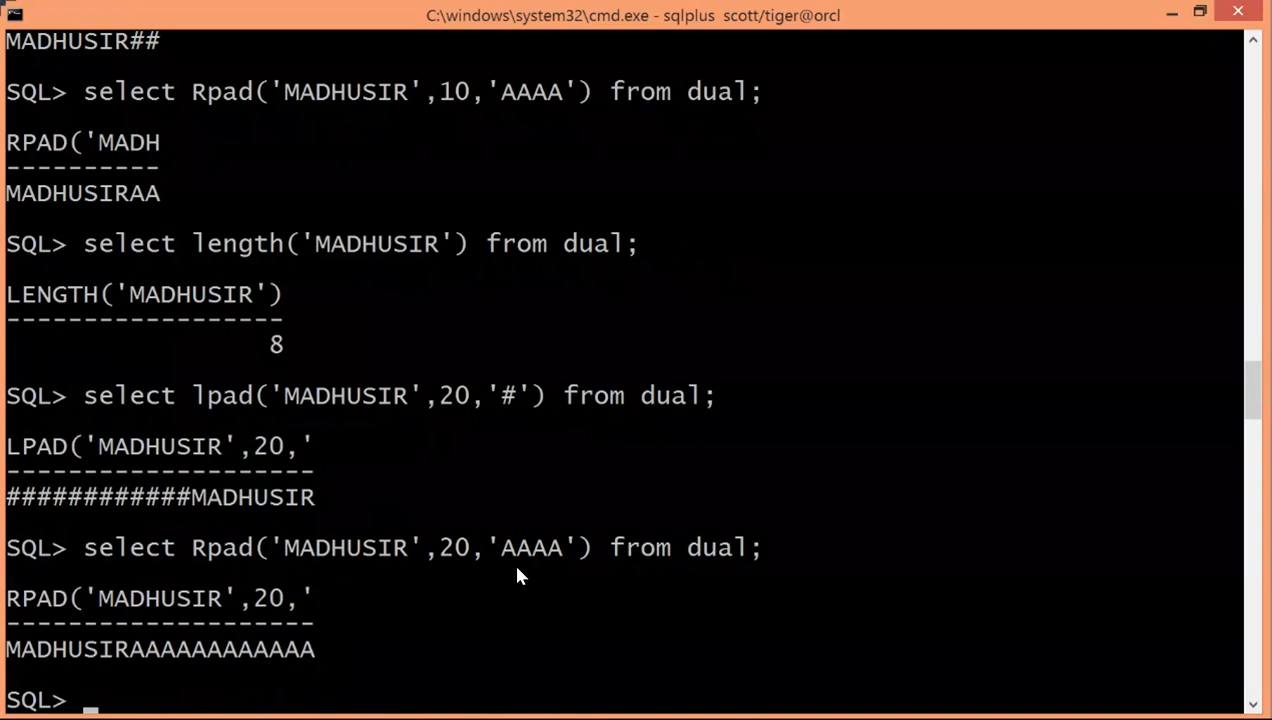 C:\windows\system32\cmd.exe - sqlplus  scott/tiger@orcl
MADHUSIR##
SQL> select Rpad('MADHUSIR',10,'AAAA') from dual;
RPAD('MADH
----------
MADHUSIRAA
SQL> select length('MADHUSIR') from dual;
LENGTH('MADHUSIR')
------------------
8
SQL> select lpad('MADHUSIR',20,'#') from dual;
LPAD('MADHUSIR',20,'
--------------------
############MADHUSIR
SQL> select Rpad('MADHUSIR',20,'AAAA') from dual;
RPAD('MADHUSIR',20,'
--------------------
MADHUSIRAAAAAAAAAAAA
SQL> _